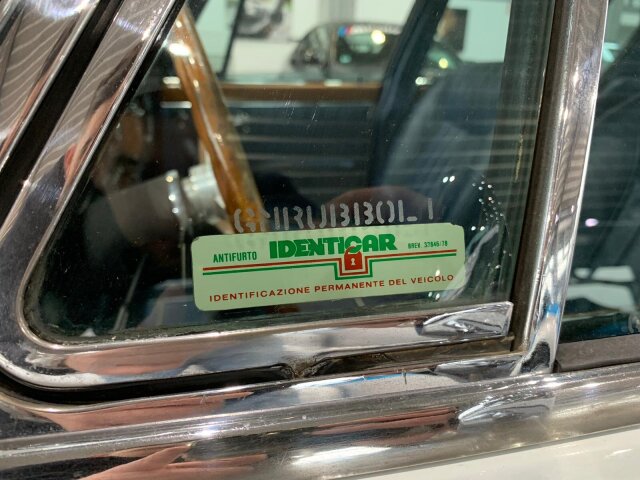 ANTIFURTO IDENTICAR BREV. 37846/78
IDENTIFICAZIONE PERMANENTE DEL VEICOLO